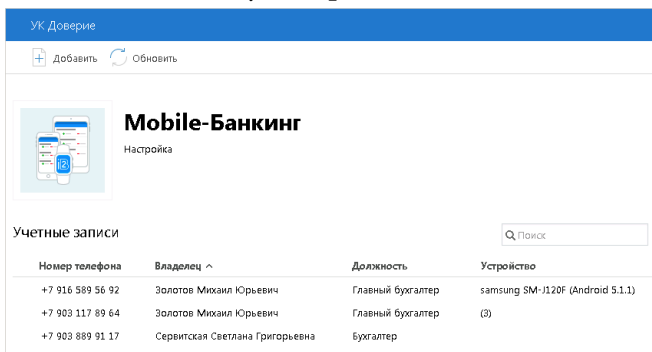 УК Доверие
Добавить Обновить
Mobile-Банкинг
Настройка
i2
Учетные записи
Поиск
Номер телефона Владелец Должность Устройство
+7 916 589 56 92 Золотов Михаил Юрьевич Главный бухгалтер samsung SM-J120F (Android 5.1.1)
+7 903 117 89 64 Золотов Михаил Юрьевич Главный бухгалтер (3)
+7 903 889 91 17 Сервитская Светлана Григорьевна Бухгалтер